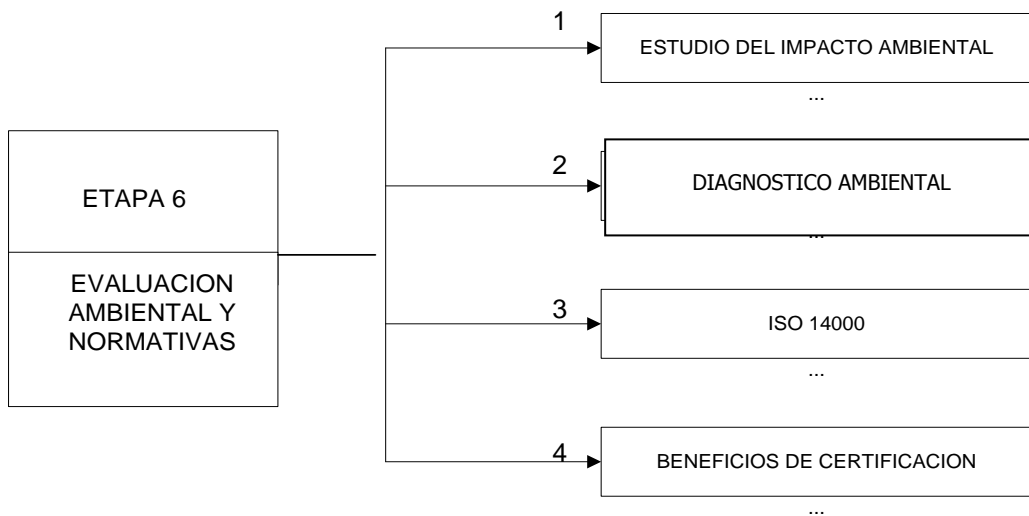 1
ESTUDIO DEL IMPACTO AMBIENTAL
...
2
DIAGNOSTICO AMBIENTAL
...
ETAPA 6
EVALUACION
AMBIENTAL Y
NORMATIVAS
3
ISO 14000
...
4
BENEFICIOS DE CERTIFICACION
...